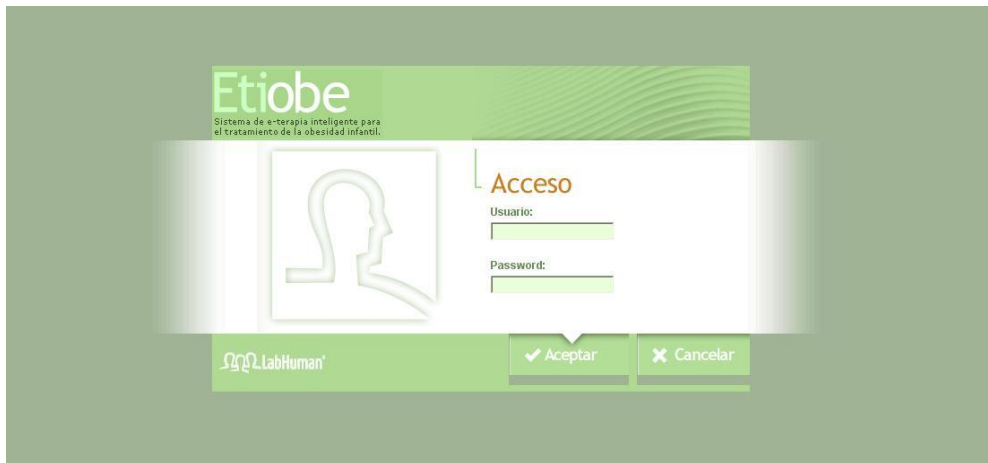 Etiobe
Sistema de e-terapia inteligente para
el tratamiento de la obesidad infantil.
Acceso
Usuario:
Password:
LabHuman
Aceptar
Cancelar